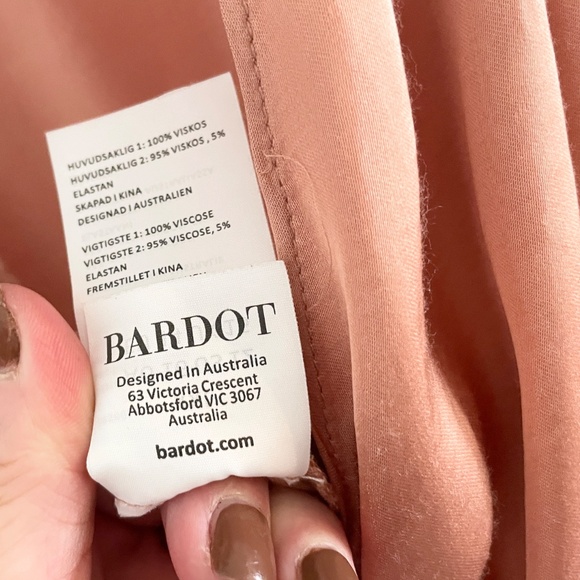 HUVUDSAKLIG 1: 100% VISKOS
HUVUDSAKLIG 2: 95% VISKOS , 5%
ELASTAN
SKAPAD I KINA
DESIGNAD I AUSTRALIEN
VIGTIGSTE 1: 100% VISCOSE
VIGTIGSTE 2: 95% VISCOSE, 5%
ELASTAN
FREMSTILLET I KINA
BARDOT
Designed In Australia
63 Victoria Crescent
Abbotsford VIC 3067
Australia
bardot.com